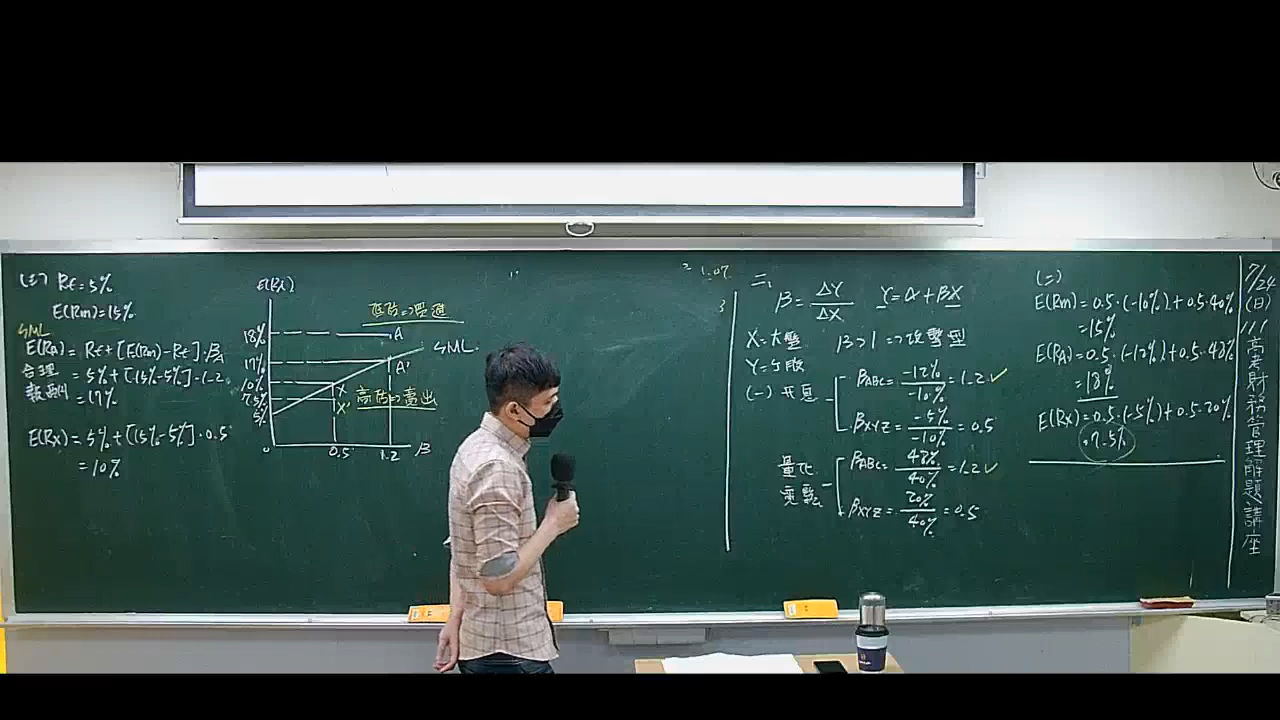 (三) Rf=5%
E(Rm)=15%
SML
E(RA)= Rf+[E(Rm)-Rf]·βA
合理 = 5%+[15%-5%]·1.2
報酬 = 17%
E(Rx)= 5%+[15%-5%]·0.5
= 10%
E(Ri)
18%
17%
10%
7.5%
5%
0
0.5
1.2
β
低估⇒買進
A
SML
A'
X
X'
高估⇒賣出
二、
β= ΔY/ΔX
Y=α+βX
X=大盤
β>1 ⇒攻擊型
Y=個股
(一)
βABC= -12%/-10% =1.2 ✓
βXYZ= -5%/-10% =0.5
量化
寬鬆
βABC= 48%/40% =1.2 ✓
βXYZ= 20%/40% =0.5
(二)
E(Rm)=0.5·(-10%)+0.5·40%
=15%
E(RA)=0.5·(-12%)+0.5·48%
=18%
E(Rx)=0.5·(-5%)+0.5·20%
=7.5%
7/24
(日)
111高考財務管理解題講座